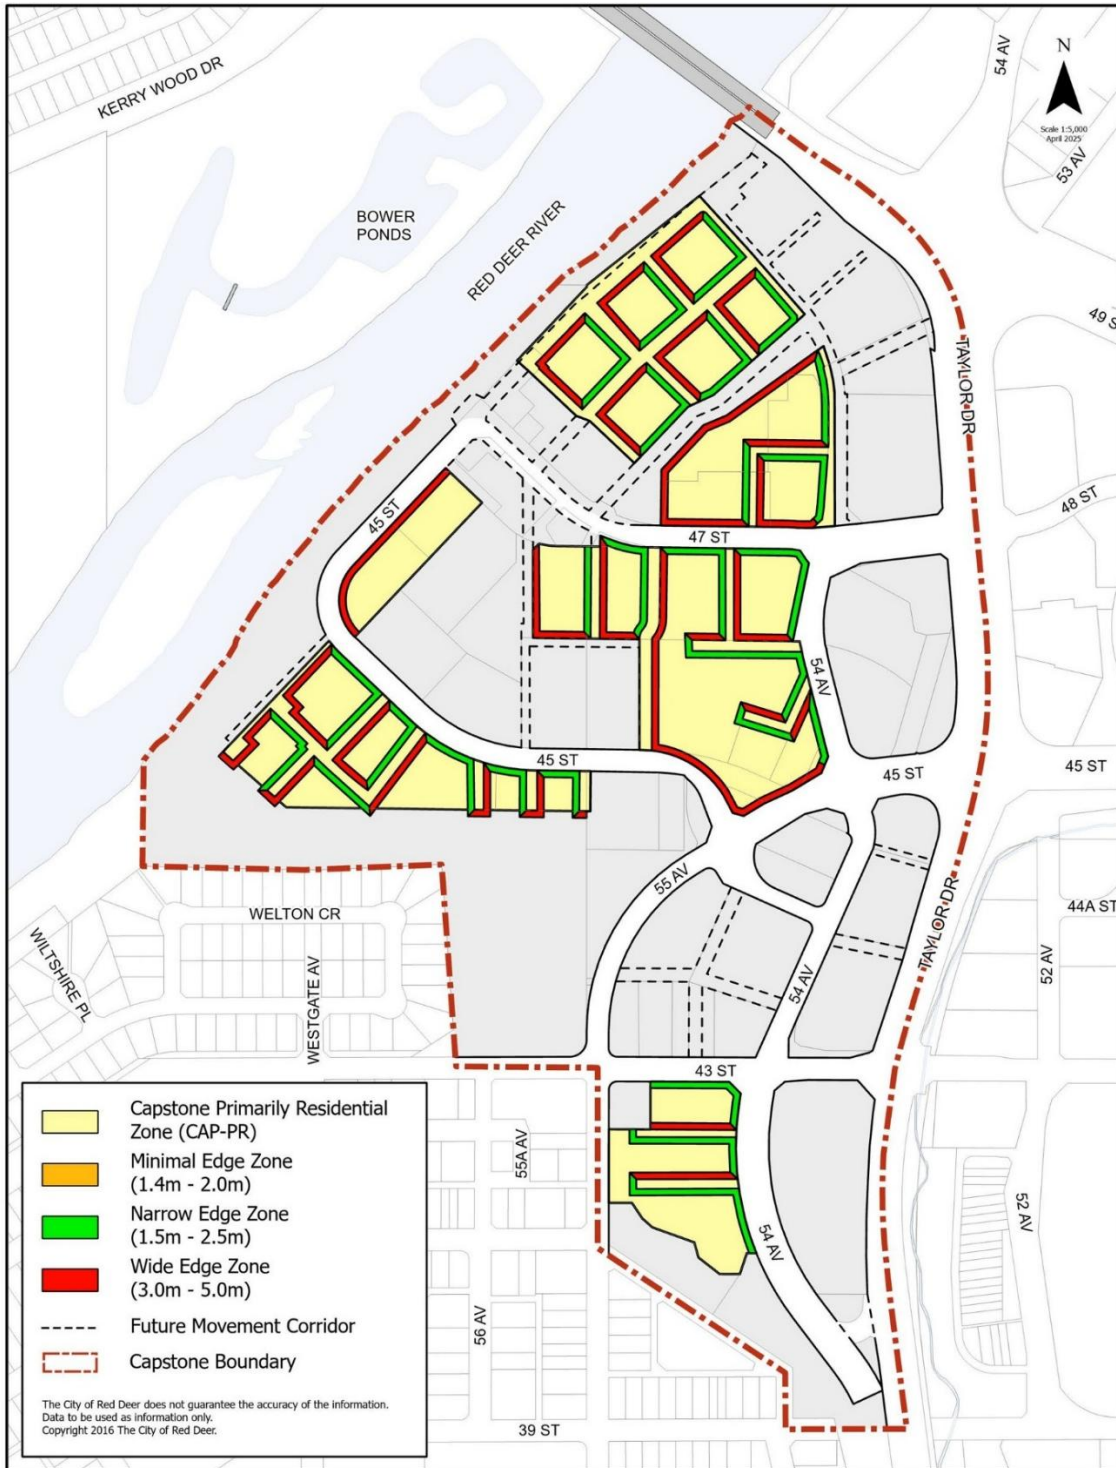 KERRY WOOD DR
54 AV
N
Scale 1:5,000
April 2025
53 AV
BOWER
PONDS
RED DEER RIVER
49 S
TAYLOR DR
48 ST
45 ST
47 ST
54 AV
45 ST
45 ST
45 ST
55 AV
WELTON CR
44A ST
WILTSHIRE PL
WESTGATE AV
TAYLOR DR
52 AV
54 AV
43 ST
Capstone Primarily Residential
Zone (CAP-PR)
Minimal Edge Zone
(1.4m - 2.0m)
Narrow Edge Zone
(1.5m - 2.5m)
Wide Edge Zone
(3.0m - 5.0m)
Future Movement Corridor
Capstone Boundary
The City of Red Deer does not guarantee the accuracy of the information.
Data to be used as information only.
Copyright 2016 The City of Red Deer.
55A AV
52 AV
54 AV
56 AV
39 ST